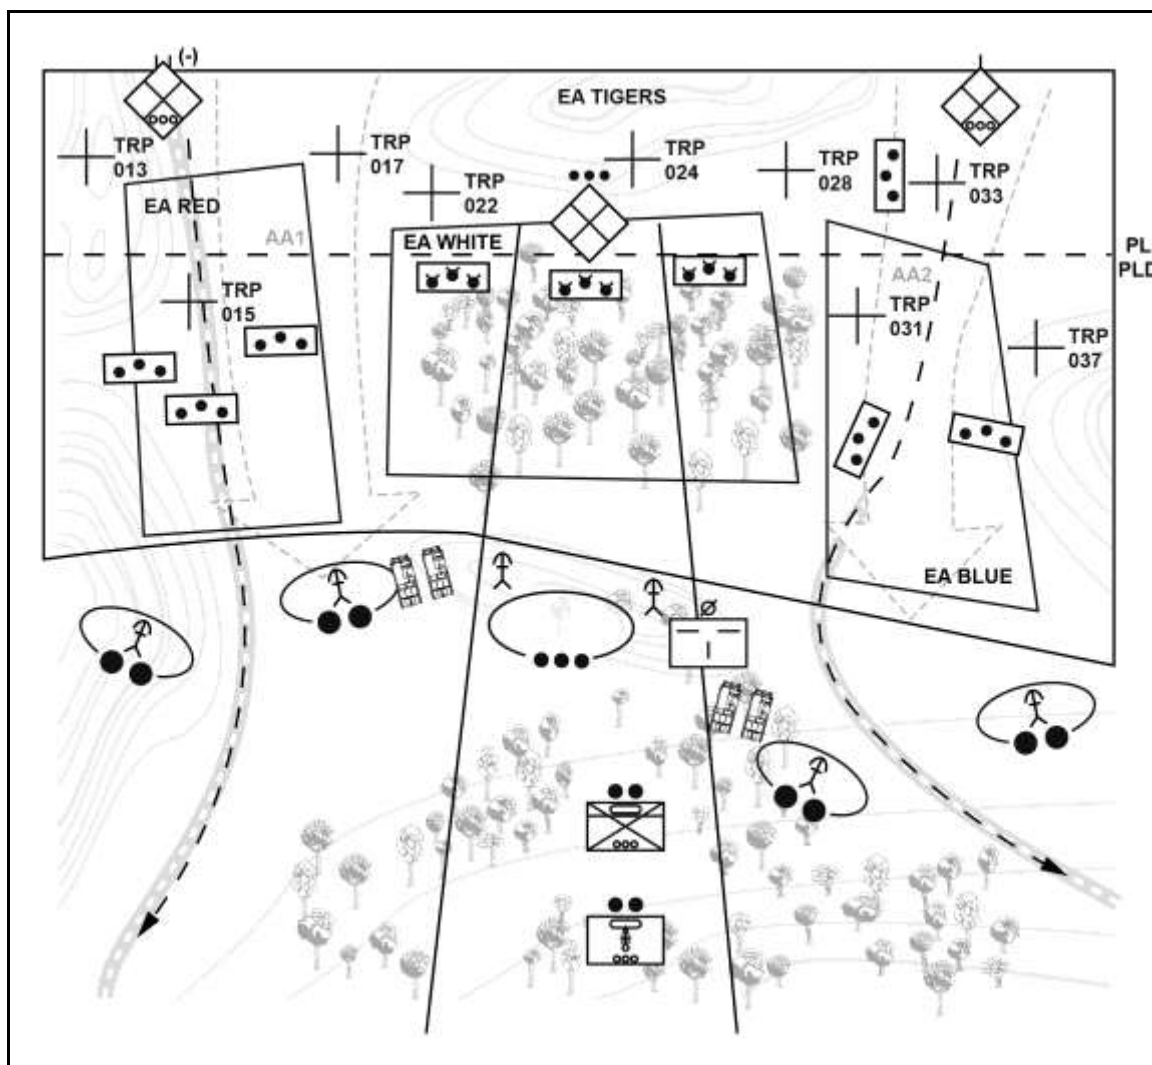 (-)
EA TIGERS
TRP
013
TRP
017
TRP
022
TRP
024
TRP
028
TRP
033
EA RED
AA1
EA WHITE
PL
PLD
AA2
TRP
015
TRP
031
TRP
037
EA BLUE